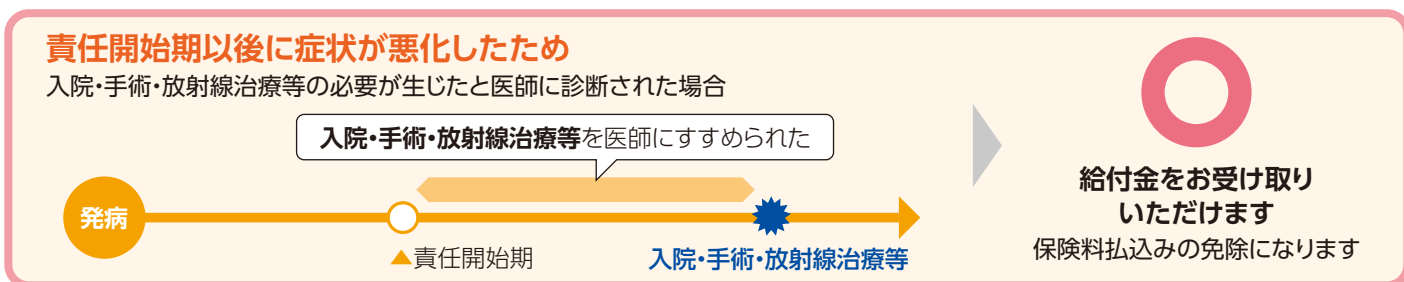 責任開始期以後に症状が悪化したため
入院・手術・放射線治療等の必要が生じたと医師に診断された場合
入院・手術・放射線治療等を医師にすすめられた
発病
▲責任開始期
入院・手術・放射線治療等
給付金をお受け取り
いただけます
保険料払込みの免除になります